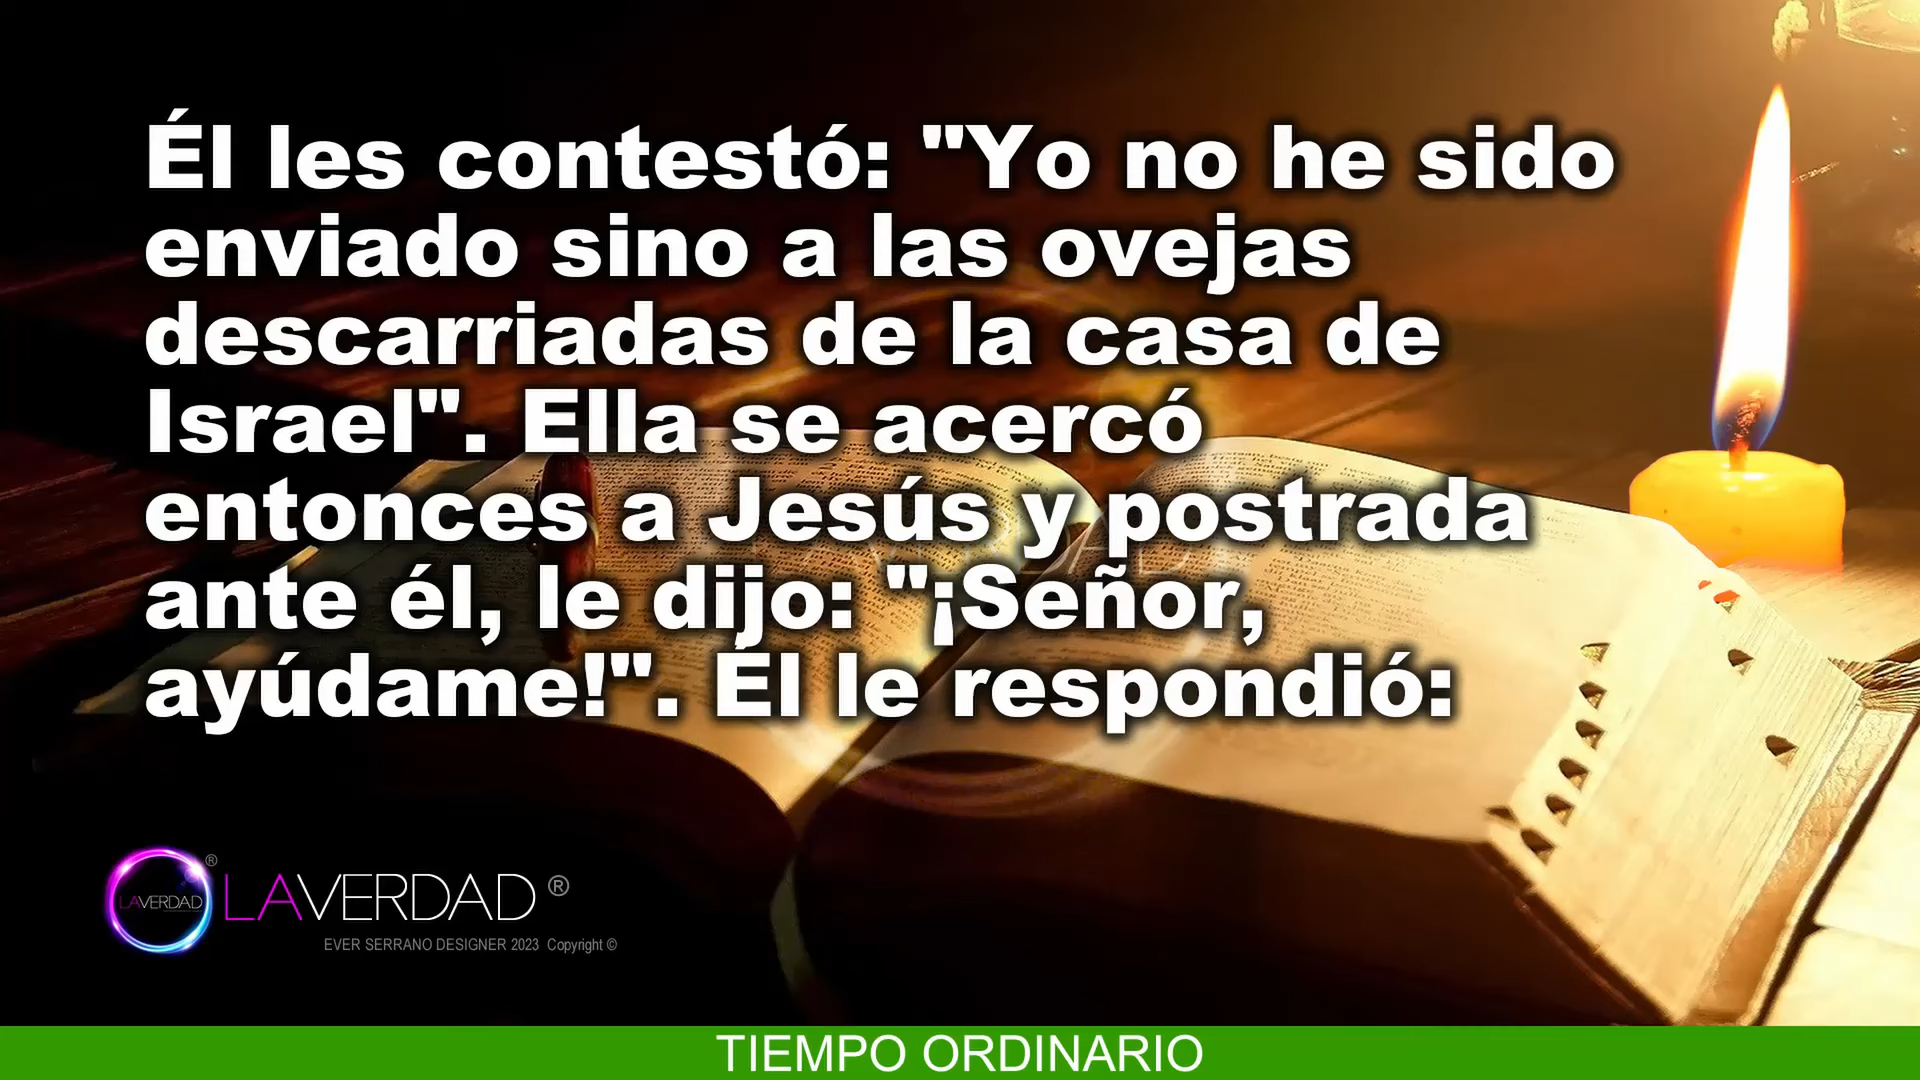 Él les contestó: "Yo no he sido
enviado sino a las ovejas
descarriadas de la casa de
Israel". Ella se acercó
entonces a Jesús y postrada
ante él, le dijo: "¡Señor,
ayúdame!". Él le respondió:
LAVERDAD ®
LAVERDAD ®
EVER SERRANO DESIGNER 2023 Copyright ©
TIEMPO ORDINARIO